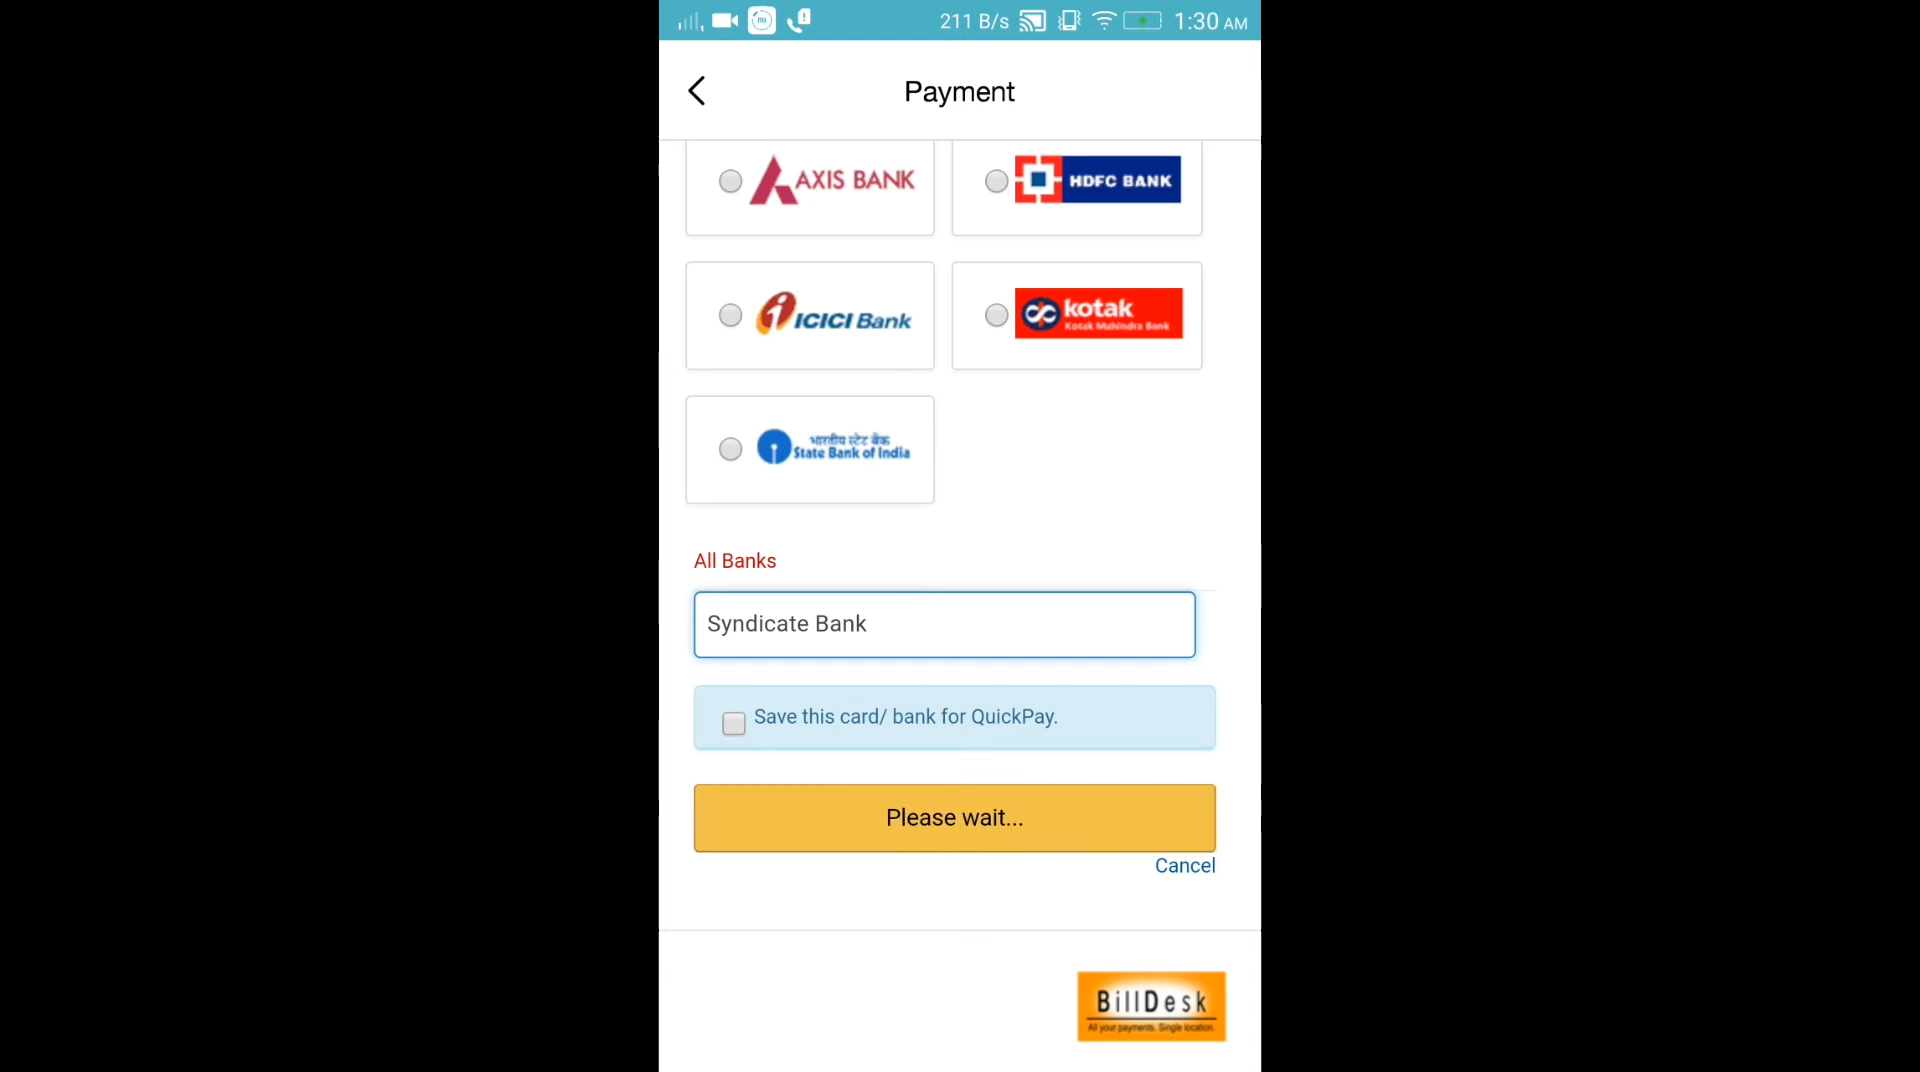 211 B/s 1:30 AM
Payment
AXIS BANK
HDFC BANK
ICICI Bank
kotak
Kotak Mahindra Bank
भारतीय स्टेट बैंक
State Bank of India
All Banks
Syndicate Bank
Save this card/ bank for QuickPay.
Please wait...
Cancel
BillDesk
All your payments. Single location.